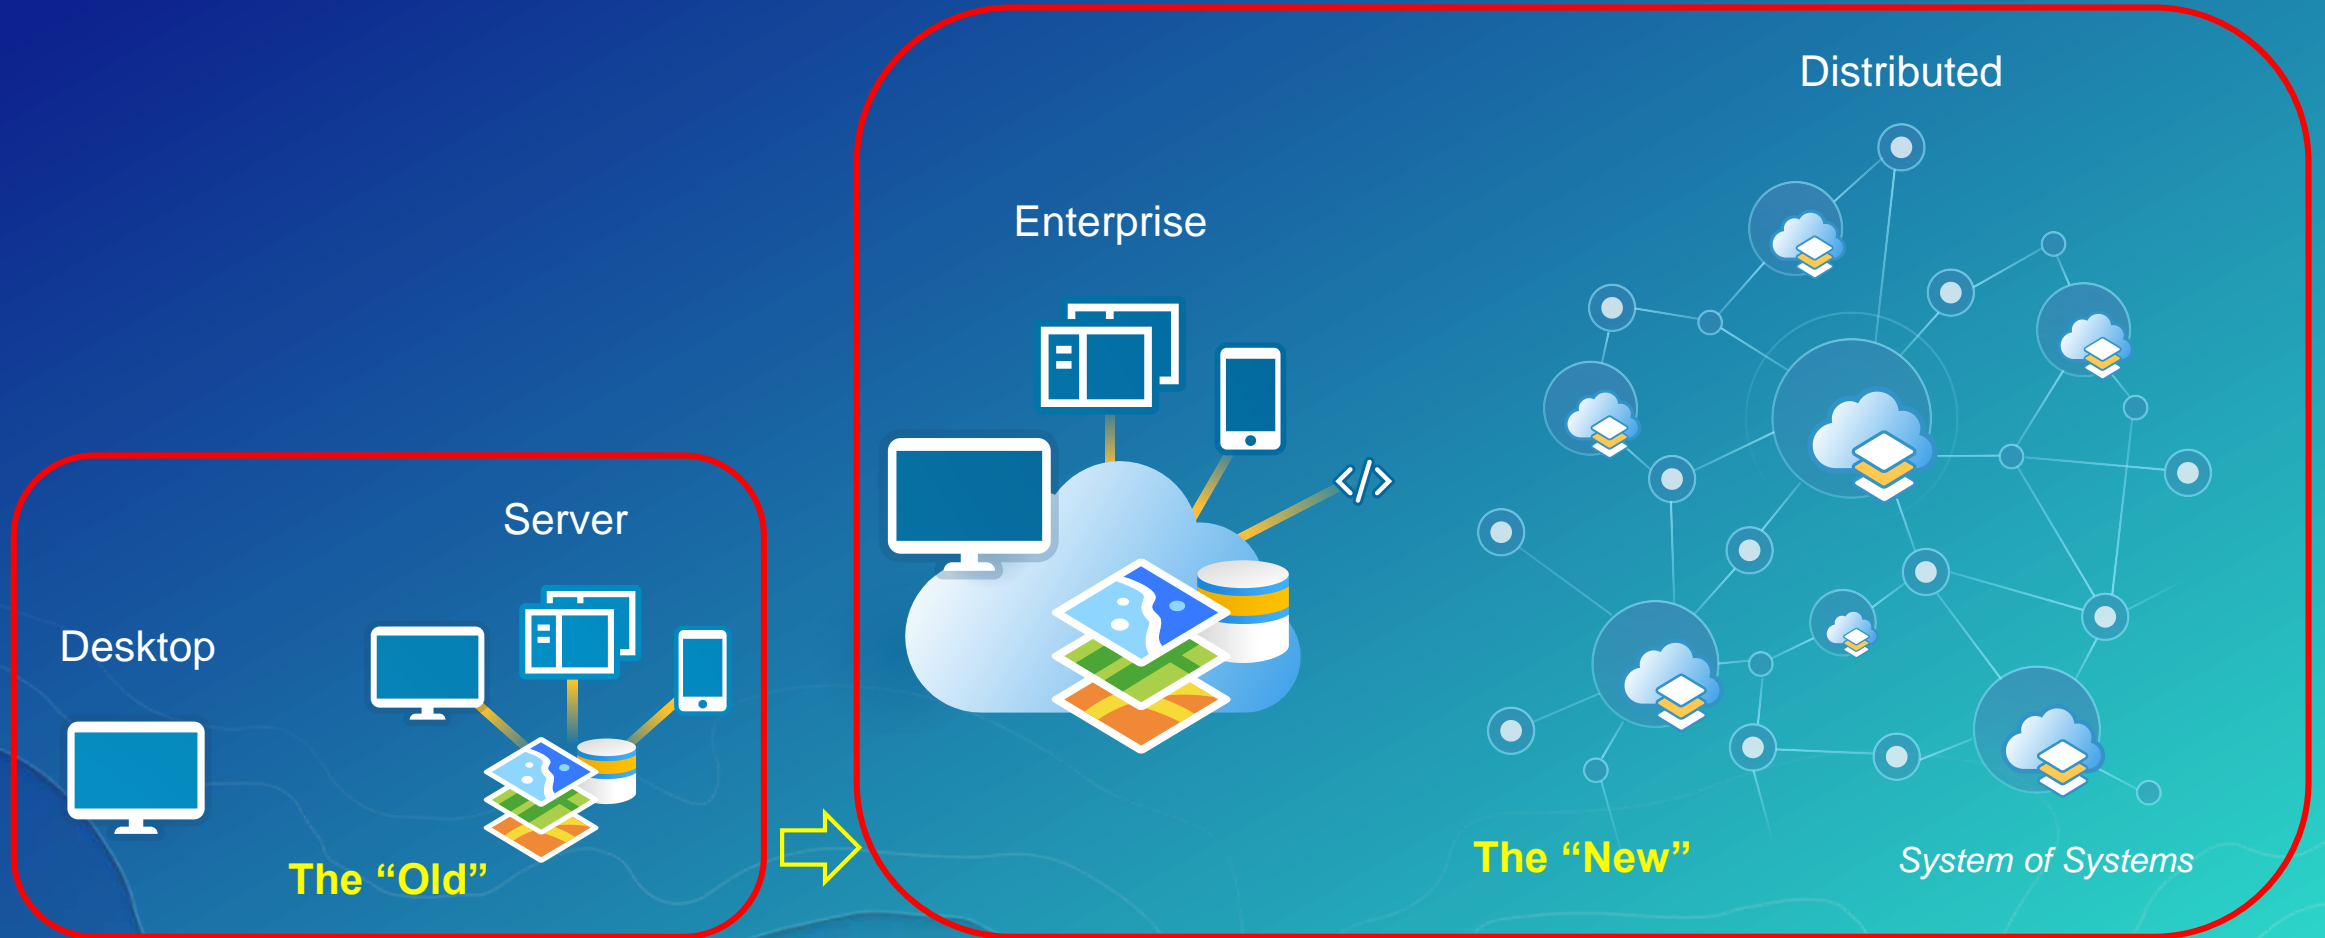 Desktop
Server
The “Old”
Enterprise
Distributed
The “New”
System of Systems